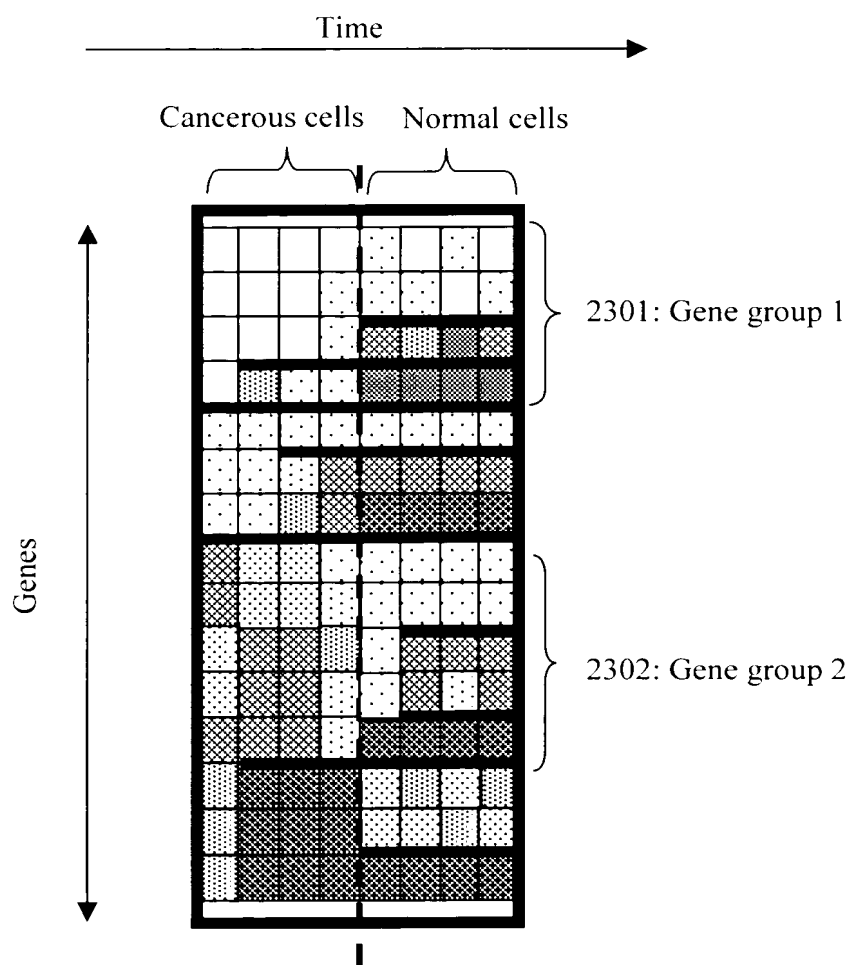 Time
Cancerous cells
Normal cells
2301: Gene group 1
Genes
2302: Gene group 2